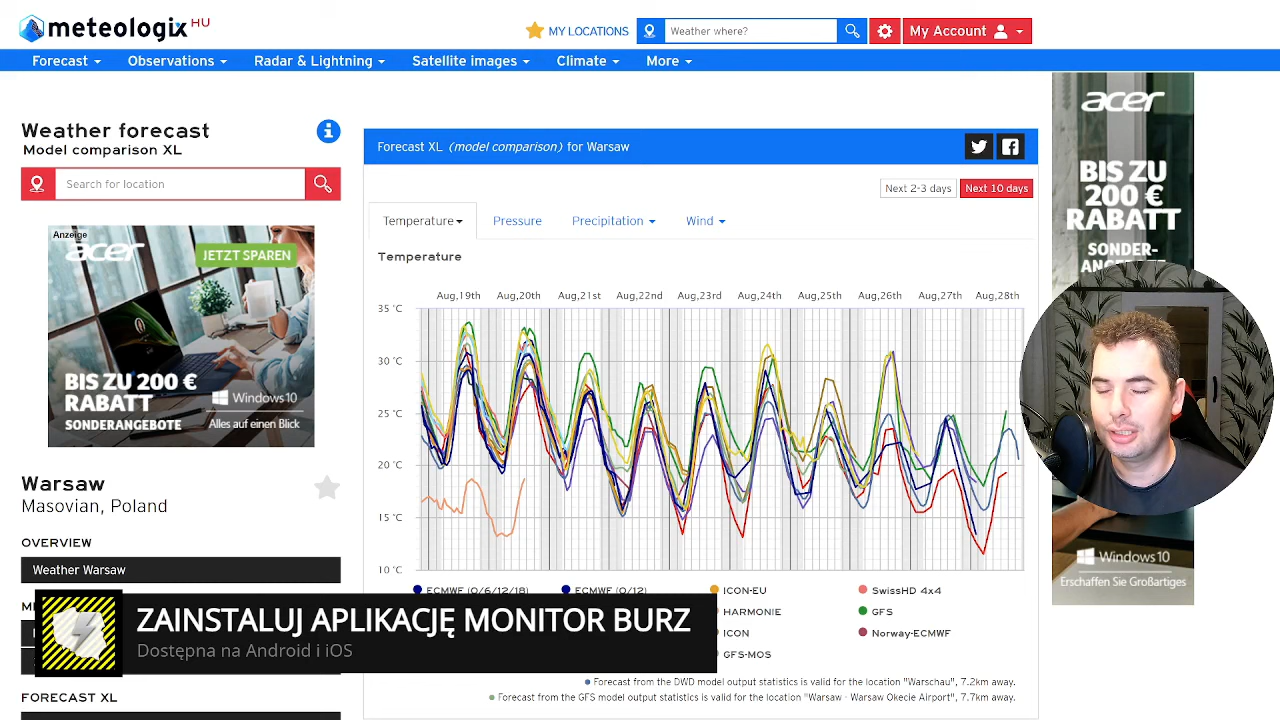 meteologix HU
MY LOCATIONS
Weather where?
My Account
Forecast
Observations
Radar & Lightning
Satellite images
Climate
More
Weather forecast
Model comparison XL
Search for location
Anzeige
acer
JETZT SPAREN
BIS ZU 200 €
RABATT
SONDERANGEBOTE
Windows 10
Alles auf einen Blick
Warsaw
Masovian, Poland
OVERVIEW
Weather Warsaw
FORECAST XL
Forecast XL (model comparison) for Warsaw
Next 2-3 days
Next 10 days
Temperature
Pressure
Precipitation
Wind
Temperature
Aug,19th Aug,20th Aug,21st Aug,22nd Aug,23rd Aug,24th Aug,25th Aug,26th Aug,27th Aug,28th
35 °C
30 °C
25 °C
20 °C
15 °C
10 °C
ECMWF (0/6/12/18)
ECMWF (0/12)
ICON-EU
SwissHD 4x4
HARMONIE
GFS
ICON
Norway-ECMWF
GFS-MOS
Forecast from the DWD model output statistics is valid for the location "Warschau", 7.2km away.
Forecast from the GFS model output statistics is valid for the location "Warsaw - Warsaw Okecie Airport", 7.7km away.
acer
BIS ZU
200 €
RABATT
SONDER-
Windows 10
Erschaffen Sie Großartiges
ZAINSTALUJ APLIKACJĘ MONITOR BURZ
Dostępna na Android i iOS